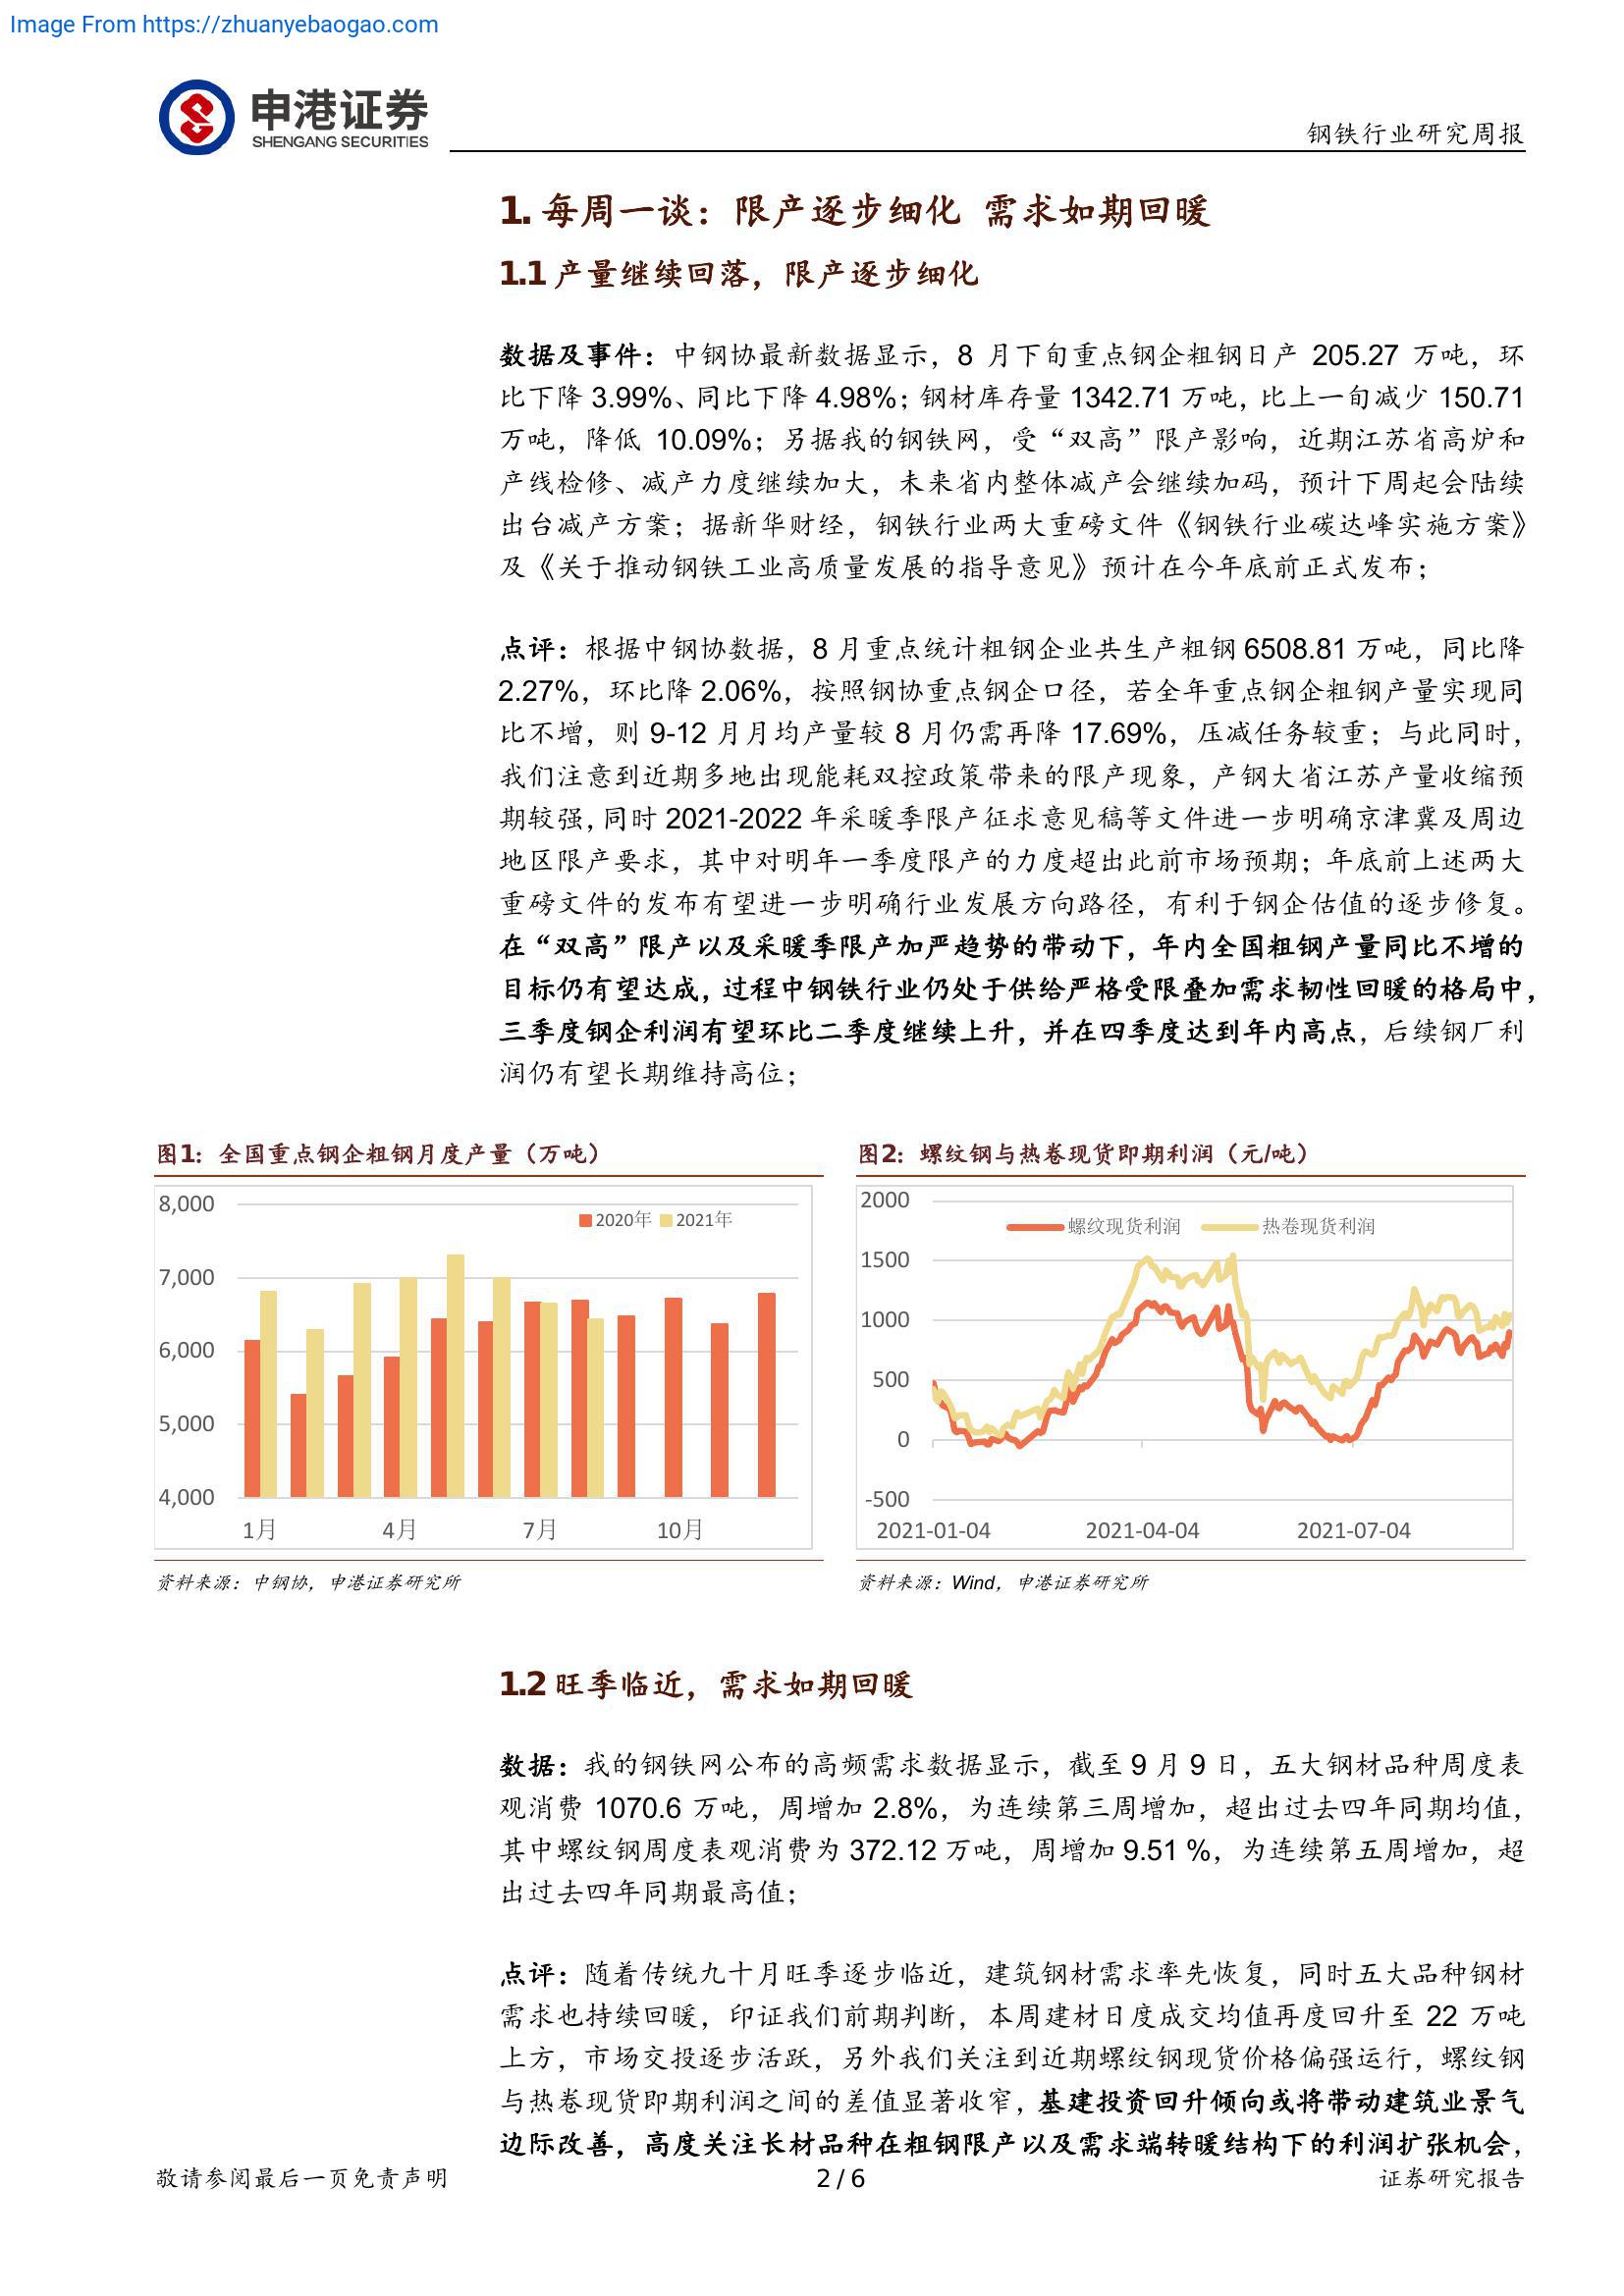 Image From https://zhuanyebaogao.com
申港证券
SHENGANG SECURITIES
钢铁行业研究周报
1. 每周一谈：限产逐步细化 需求如期回暖
1.1 产量继续回落，限产逐步细化
数据及事件：中钢协最新数据显示，8 月下旬重点钢企粗钢日产 205.27 万吨，环
比下降 3.99%、同比下降 4.98%；钢材库存量 1342.71 万吨，比上一旬减少 150.71
万吨，降低 10.09%；另据我的钢铁网，受“双高”限产影响，近期江苏省高炉和
产线检修、减产力度继续加大，未来省内整体减产会继续加码，预计下周起会陆续
出台减产方案；据新华财经，钢铁行业两大重磅文件《钢铁行业碳达峰实施方案》
及《关于推动钢铁工业高质量发展的指导意见》预计在今年底前正式发布；
点评：根据中钢协数据，8 月重点统计粗钢企业共生产粗钢 6508.81 万吨，同比降
2.27%，环比降 2.06%，按照钢协重点钢企口径，若全年重点钢企粗钢产量实现同
比不增，则 9-12 月月均产量较 8 月仍需再降 17.69%，压减任务较重；与此同时，
我们注意到近期多地出现能耗双控政策带来的限产现象，产钢大省江苏产量收缩预
期较强，同时 2021-2022 年采暖季限产征求意见稿等文件进一步明确京津冀及周边
地区限产要求，其中对明年一季度限产的力度超出此前市场预期；年底前上述两大
重磅文件的发布有望进一步明确行业发展方向路径，有利于钢企估值的逐步修复。
在“双高”限产以及采暖季限产加严趋势的带动下，年内全国粗钢产量同比不增的
目标仍有望达成，过程中钢铁行业仍处于供给严格受限叠加需求韧性回暖的格局中，
三季度钢企利润有望环比二季度继续上升，并在四季度达到年内高点，后续钢厂利
润仍有望长期维持高位；
图1：全国重点钢企粗钢月度产量（万吨）
8,000
2020年 2021年
7,000
6,000
5,000
4,000
1月 4月 7月 10月
资料来源：中钢协，申港证券研究所
图2：螺纹钢与热卷现货即期利润（元/吨）
2000
螺纹现货利润 热卷现货利润
1500
1000
500
0
-500
2021-01-04 2021-04-04 2021-07-04
资料来源：Wind，申港证券研究所
1.2 旺季临近，需求如期回暖
数据：我的钢铁网公布的高频需求数据显示，截至 9 月 9 日，五大钢材品种周度表
观消费 1070.6 万吨，周增加 2.8%，为连续第三周增加，超出过去四年同期均值，
其中螺纹钢周度表观消费为 372.12 万吨，周增加 9.51 %，为连续第五周增加，超
出过去四年同期最高值；
点评：随着传统九十月旺季逐步临近，建筑钢材需求率先恢复，同时五大品种钢材
需求也持续回暖，印证我们前期判断，本周建材日度成交均值再度回升至 22 万吨
上方，市场交投逐步活跃，另外我们关注到近期螺纹钢现货价格偏强运行，螺纹钢
与热卷现货即期利润之间的差值显著收窄，基建投资回升倾向或将带动建筑业景气
边际改善，高度关注长材品种在粗钢限产以及需求端转暖结构下的利润扩张机会，
敬请参阅最后一页免责声明
2 / 6
证券研究报告